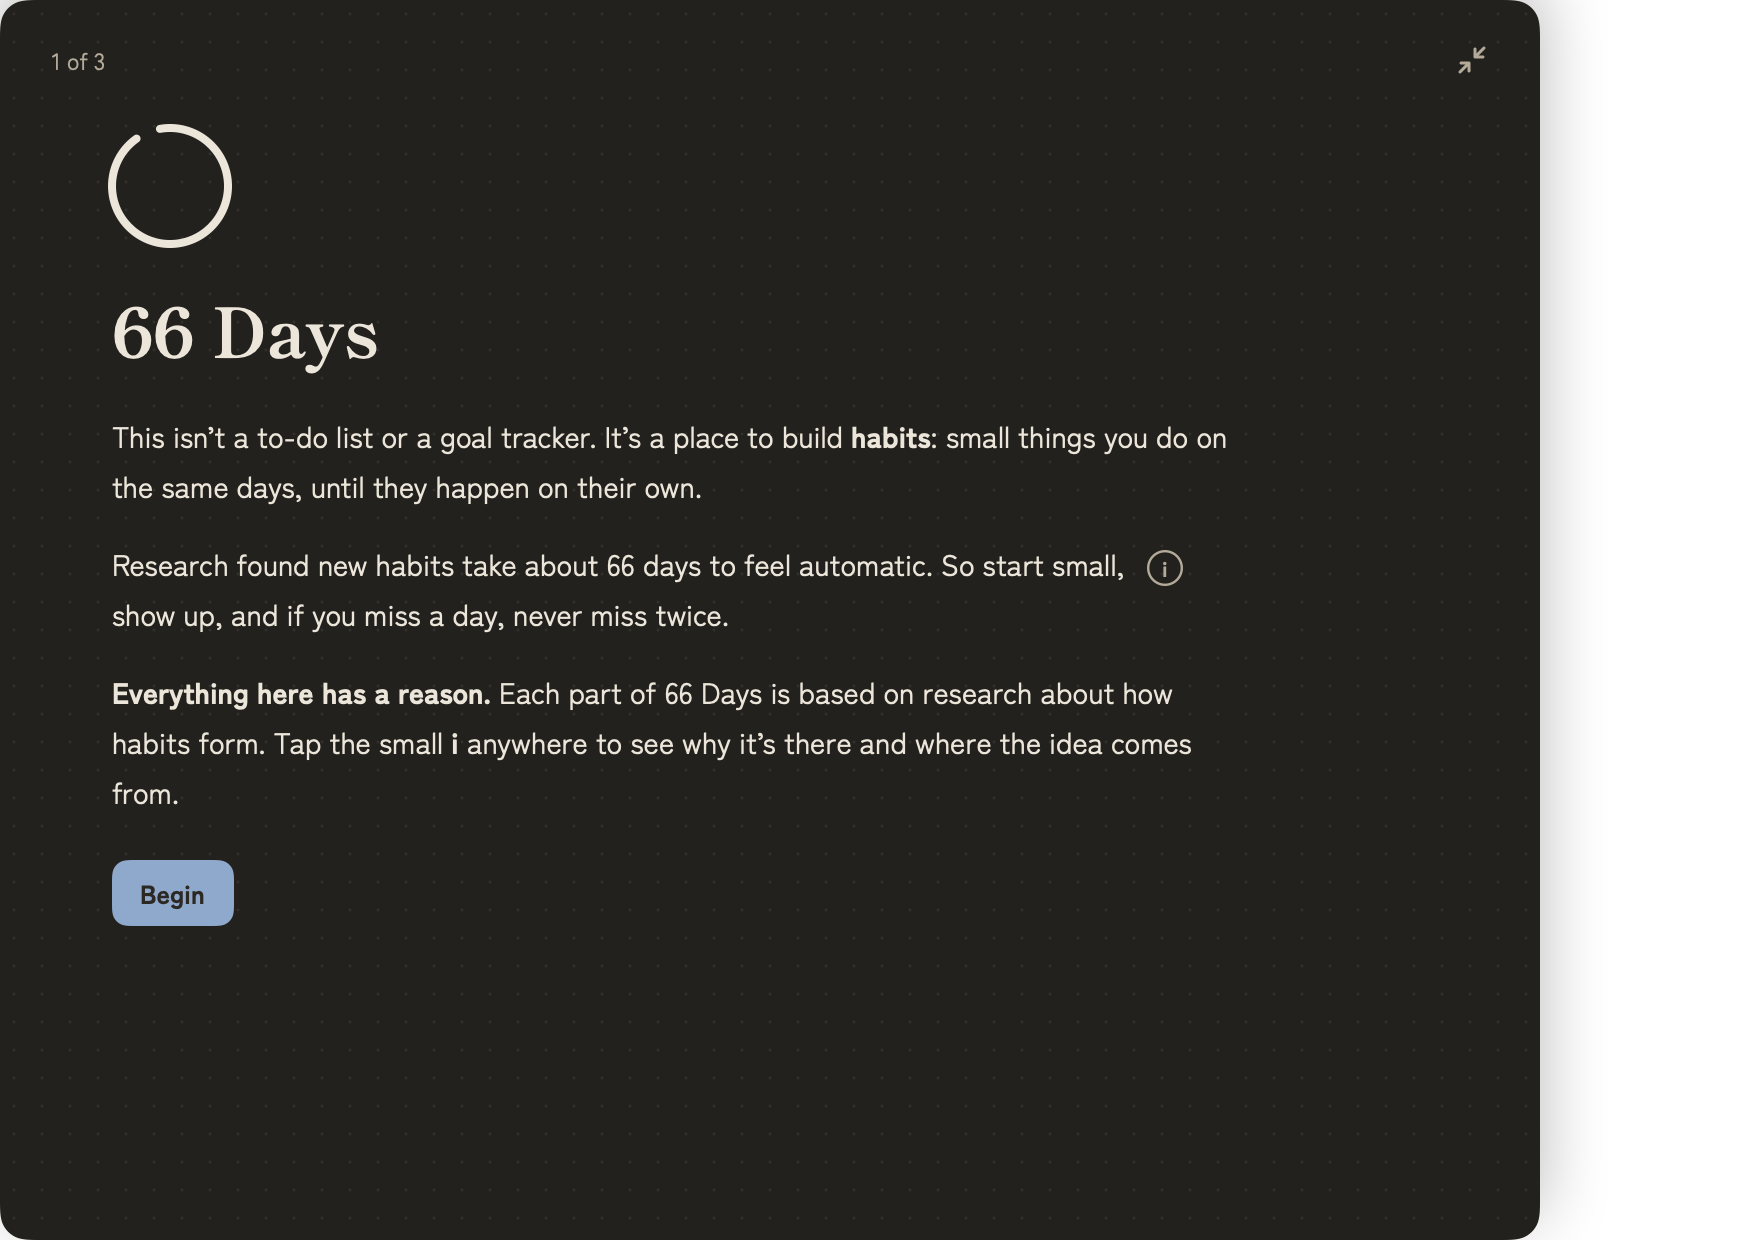 1 of 3
66 Days
This isn’t a to-do list or a goal tracker. It’s a place to build habits: small things you do on
the same days, until they happen on their own.
Research found new habits take about 66 days to feel automatic. So start small, i
show up, and if you miss a day, never miss twice.
Everything here has a reason. Each part of 66 Days is based on research about how
habits form. Tap the small i anywhere to see why it’s there and where the idea comes
from.
Begin